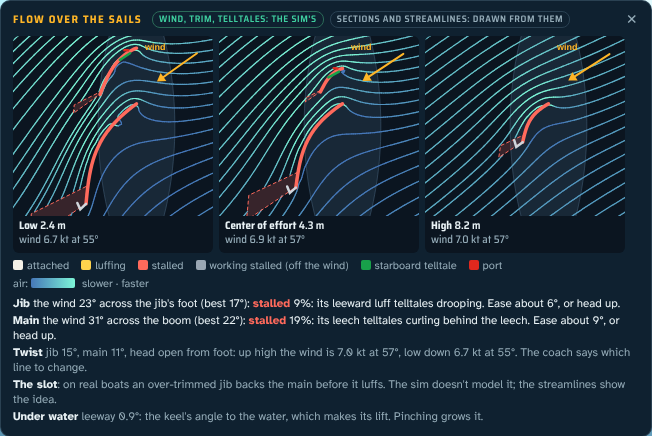 FLOW OVER THE SAILS
WIND, TRIM, TELLTALES: THE SIM'S
SECTIONS AND STREAMLINES: DRAWN FROM THEM
×
wind
wind
wind
Low 2.4 m
wind 6.7 kt at 55°
Center of effort 4.3 m
wind 6.9 kt at 57°
High 8.2 m
wind 7.0 kt at 57°
attached
luffing
stalled
working stalled (off the wind)
starboard telltale
port
air: slower · faster
Jib the wind 23° across the jib's foot (best 17°): stalled 9%: its leeward luff telltales drooping. Ease about 6°, or head up.
Main the wind 31° across the boom (best 22°): stalled 19%: its leech telltales curling behind the leech. Ease about 9°, or
head up.
Twist jib 15°, main 11°, head open from foot: up high the wind is 7.0 kt at 57°, low down 6.7 kt at 55°. The coach says which
line to change.
The slot: on real boats an over-trimmed jib backs the main before it luffs. The sim doesn't model it; the streamlines show
the idea.
Under water leeway 0.9°: the keel's angle to the water, which makes its lift. Pinching grows it.